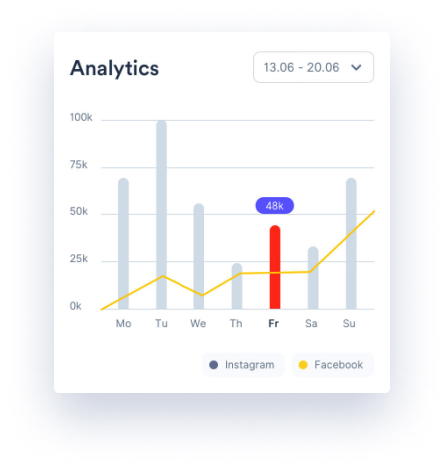 Analytics
13.06 - 20.06
100k
75k
50k
48k
25k
0k
Mo Tu We Th Fr Sa Su
Instagram Facebook